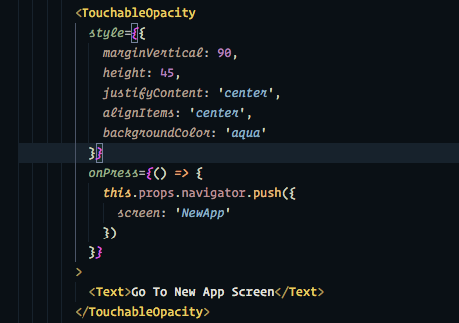 <TouchableOpacity
style={{
marginVertical: 90,
height: 45,
justifyContent: 'center',
alignItems: 'center',
backgroundColor: 'aqua'
}}
onPress={() => {
this.props.navigator.push({
screen: 'NewApp'
})
}}
>
<Text>Go To New App Screen</Text>
</TouchableOpacity>